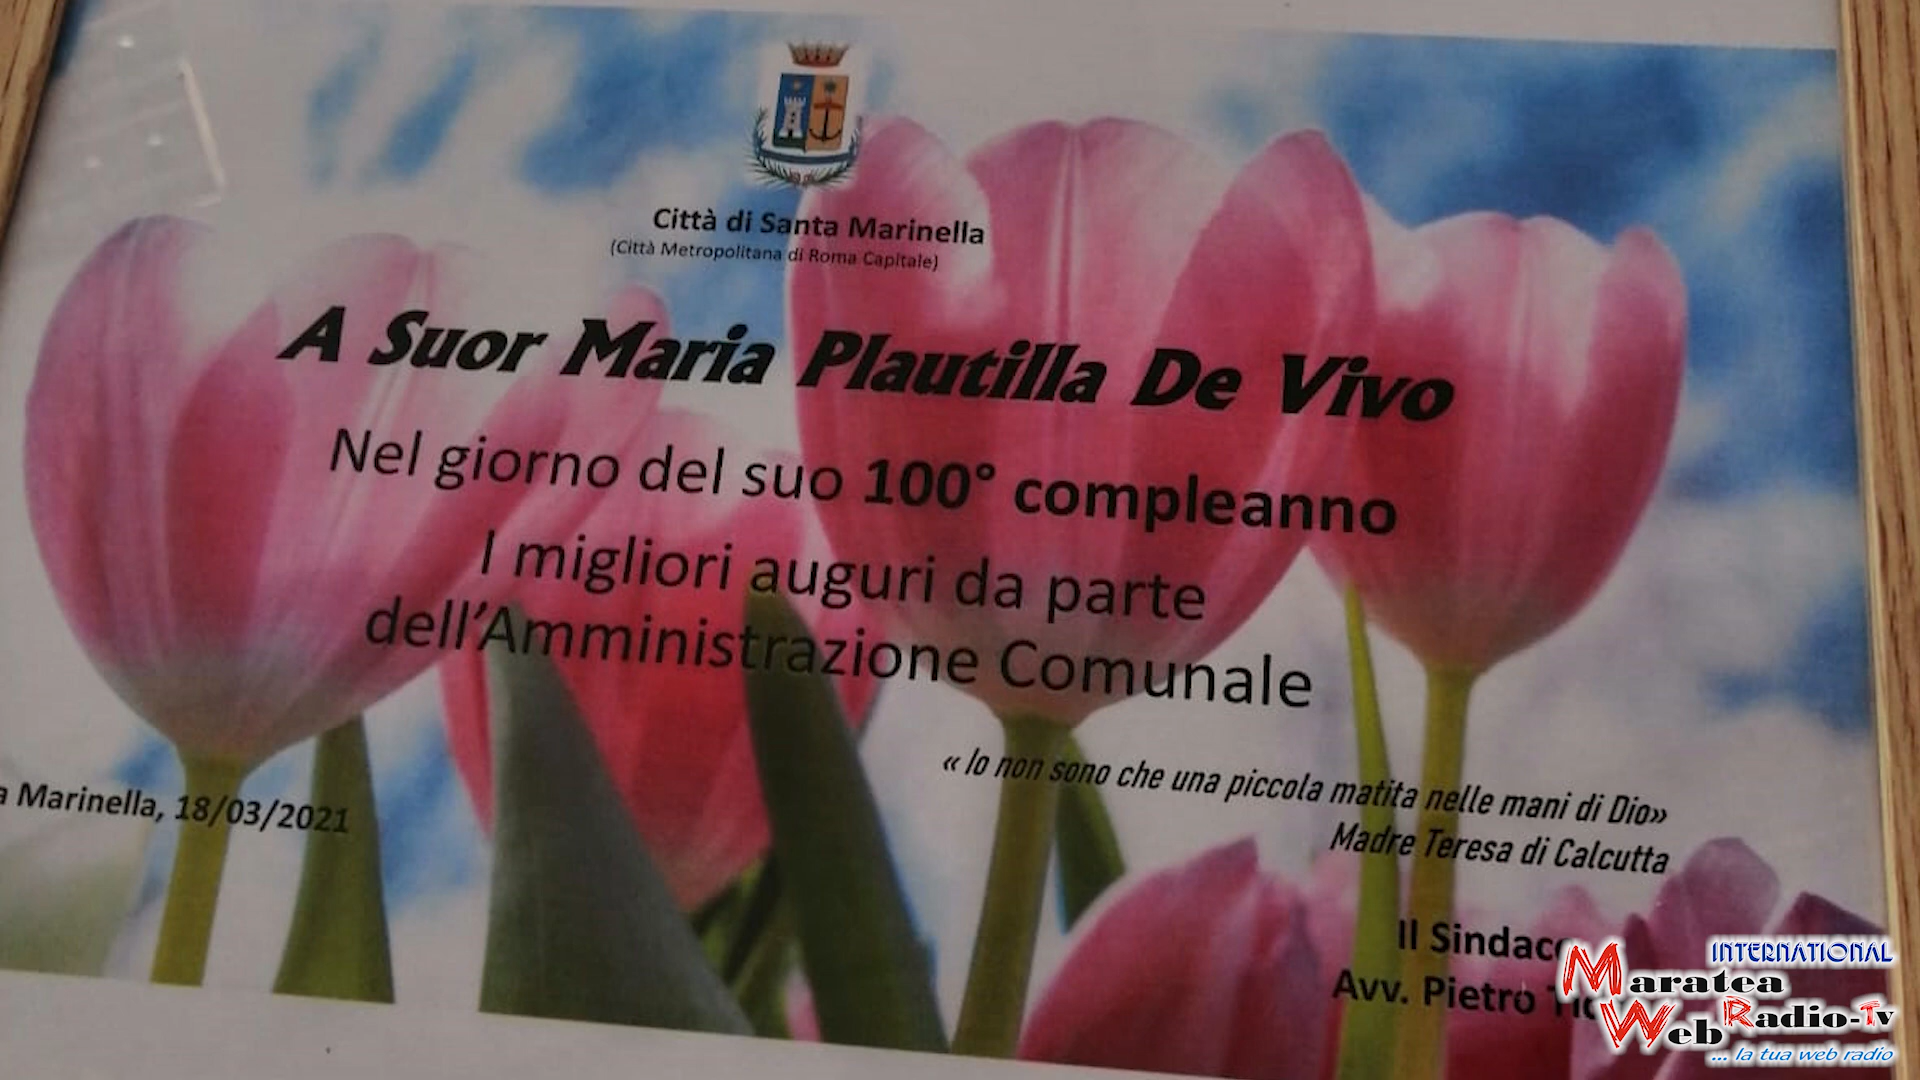 Città di Santa Marinella
(Città Metropolitana di Roma Capitale)
A Suor Maria Plautilla De Vivo
Nel giorno del suo 100° compleanno
I migliori auguri da parte
dell'Amministrazione Comunale
« Io non sono che una piccola matita nelle mani di Dio»
Madre Teresa di Calcutta
Marinella, 18/03/2021
Il Sindaco
Avv. Pietro
INTERNATIONAL
Maratea
Web Radio-Tv
... la tua web radio